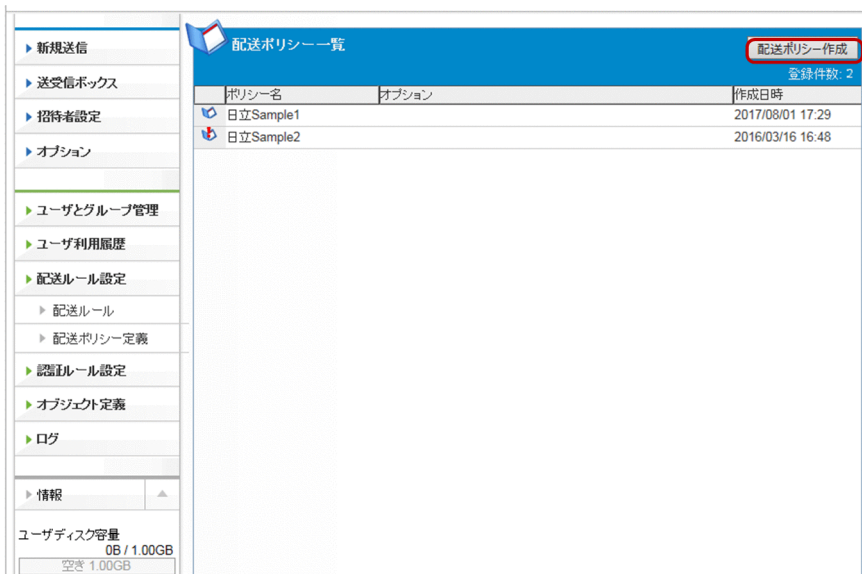 新規送信
送受信ボックス
招待者設定
オプション
ユーザとグループ管理
ユーザ利用履歴
配送ルール設定
配送ルール
配送ポリシー定義
認証ルール設定
オブジェクト定義
ログ
情報
ユーザディスク容量
0B / 1.00GB
空き 1.00GB
配送ポリシー一覧
配送ポリシー作成
登録件数: 2
ポリシー名 オプション 作成日時
日立Sample1 2017/08/01 17:29
日立Sample2 2016/03/16 16:48